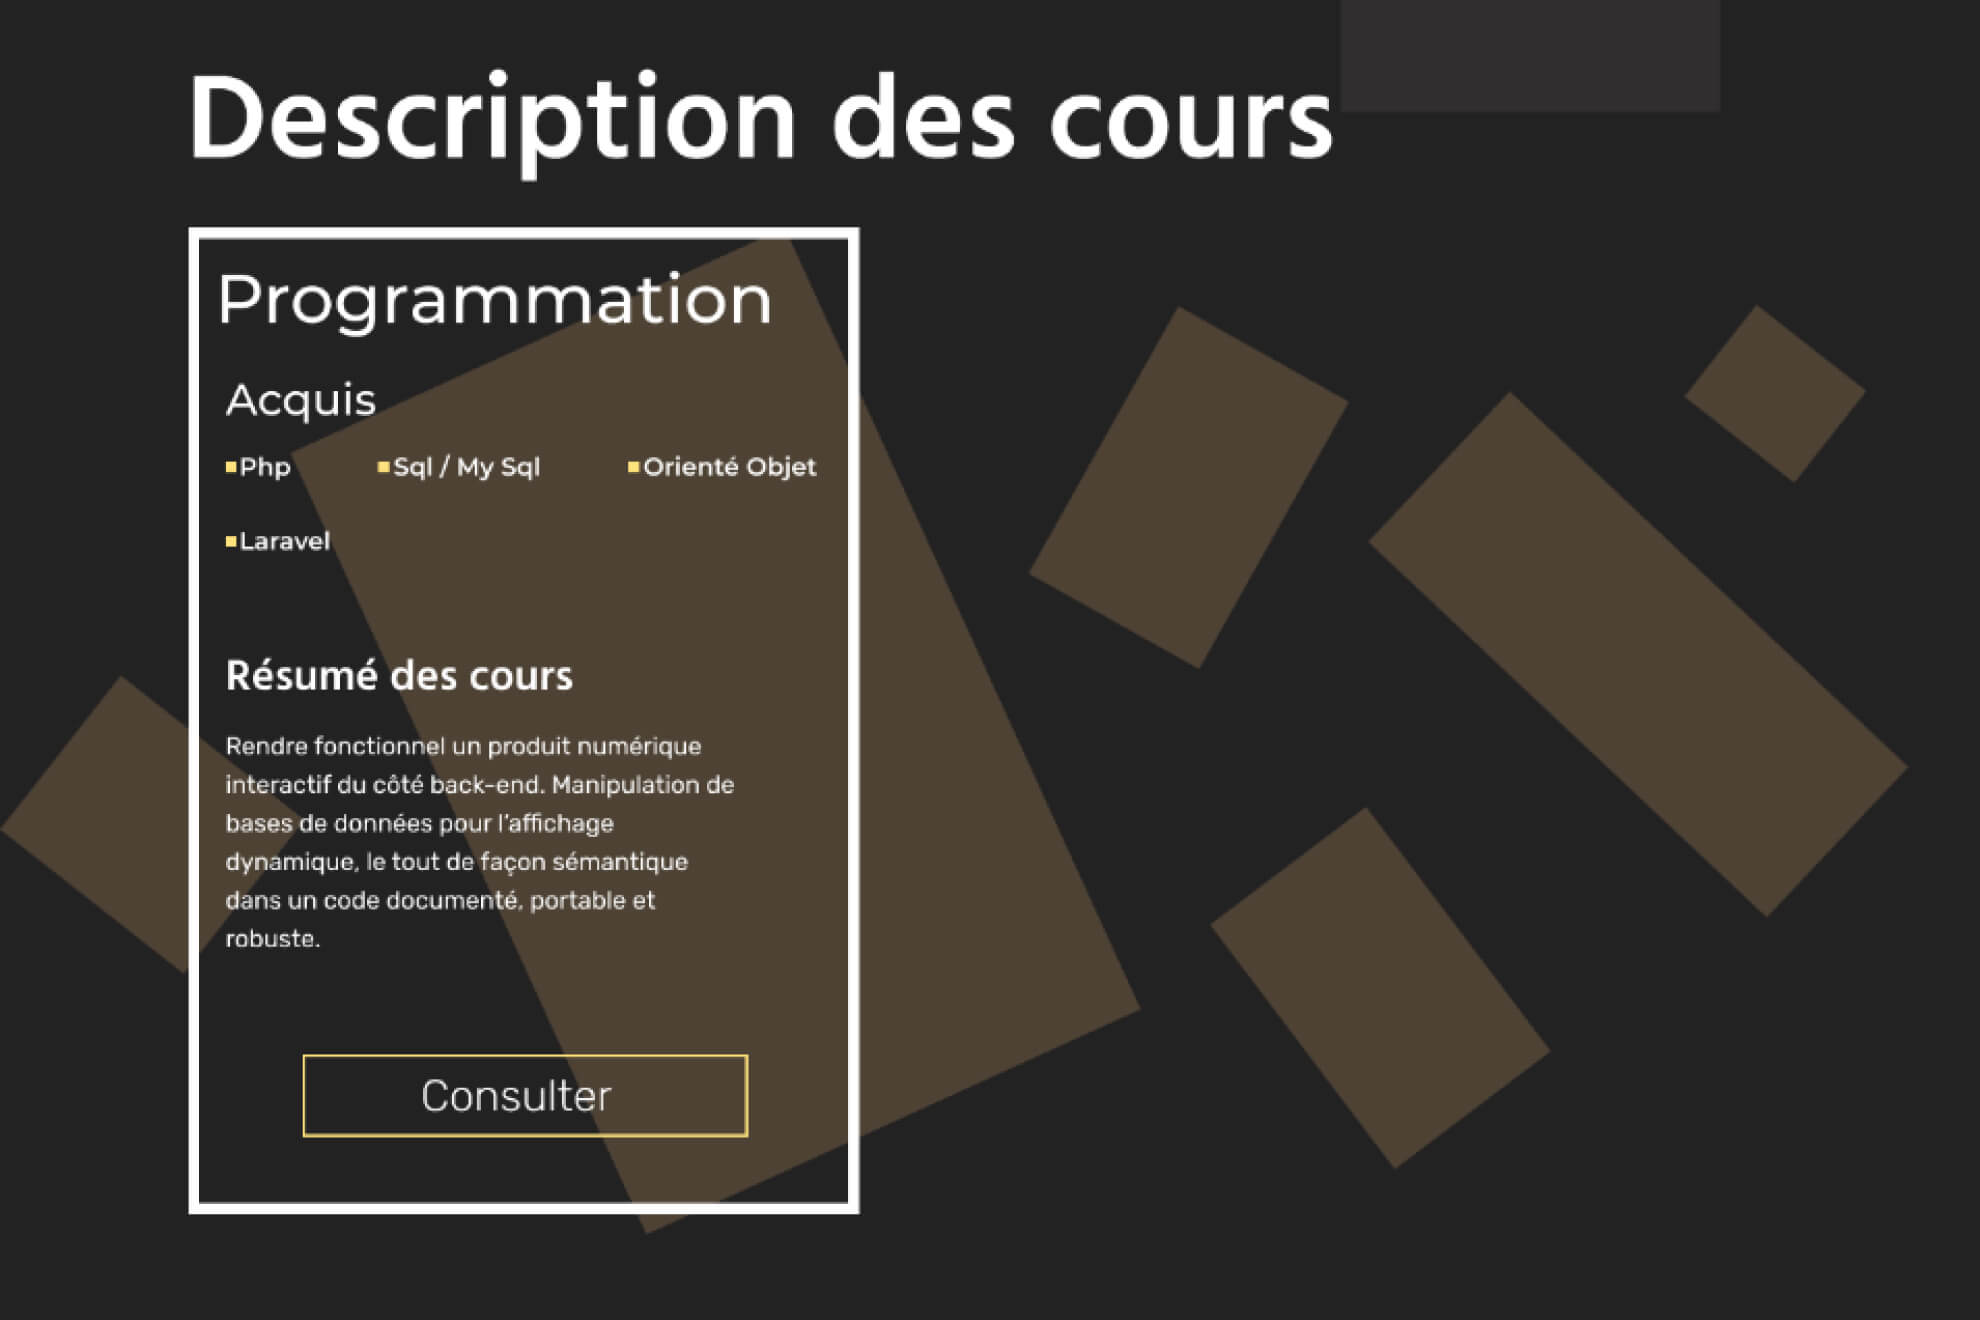 Description des cours
Programmation
Acquis
Php Sql / My Sql Orienté Objet
Laravel
Résumé des cours
Rendre fonctionnel un produit numérique
interactif du côté back-end. Manipulation de
bases de données pour l'affichage
dynamique, le tout de façon sémantique
dans un code documenté, portable et
robuste.
Consulter